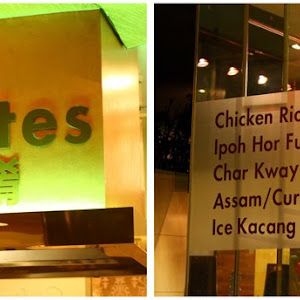 tes
Chicken Ric
Ipoh Hor Fu
Char Kway
Assam/Cur
Ice Kacang